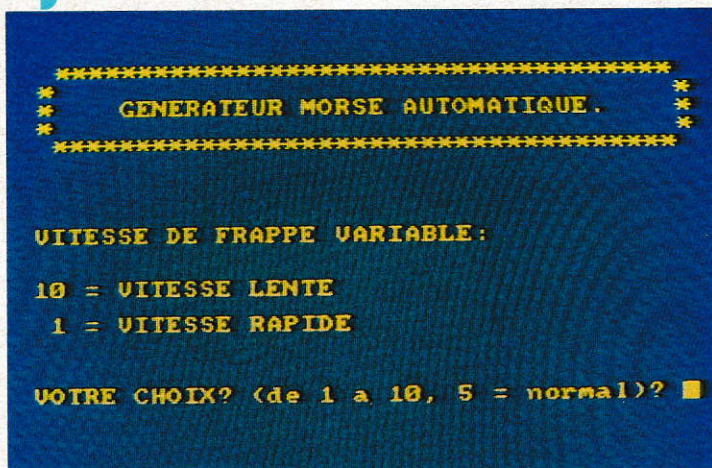 *******************************************
*
*
GENERATEUR MORSE AUTOMATIQUE.
*
*
*
*
*******************************************
VITESSE DE FRAPPE VARIABLE:
10 = VITESSE LENTE
1 = VITESSE RAPIDE
VOTRE CHOIX? (de 1 a 10, 5 = normal)?